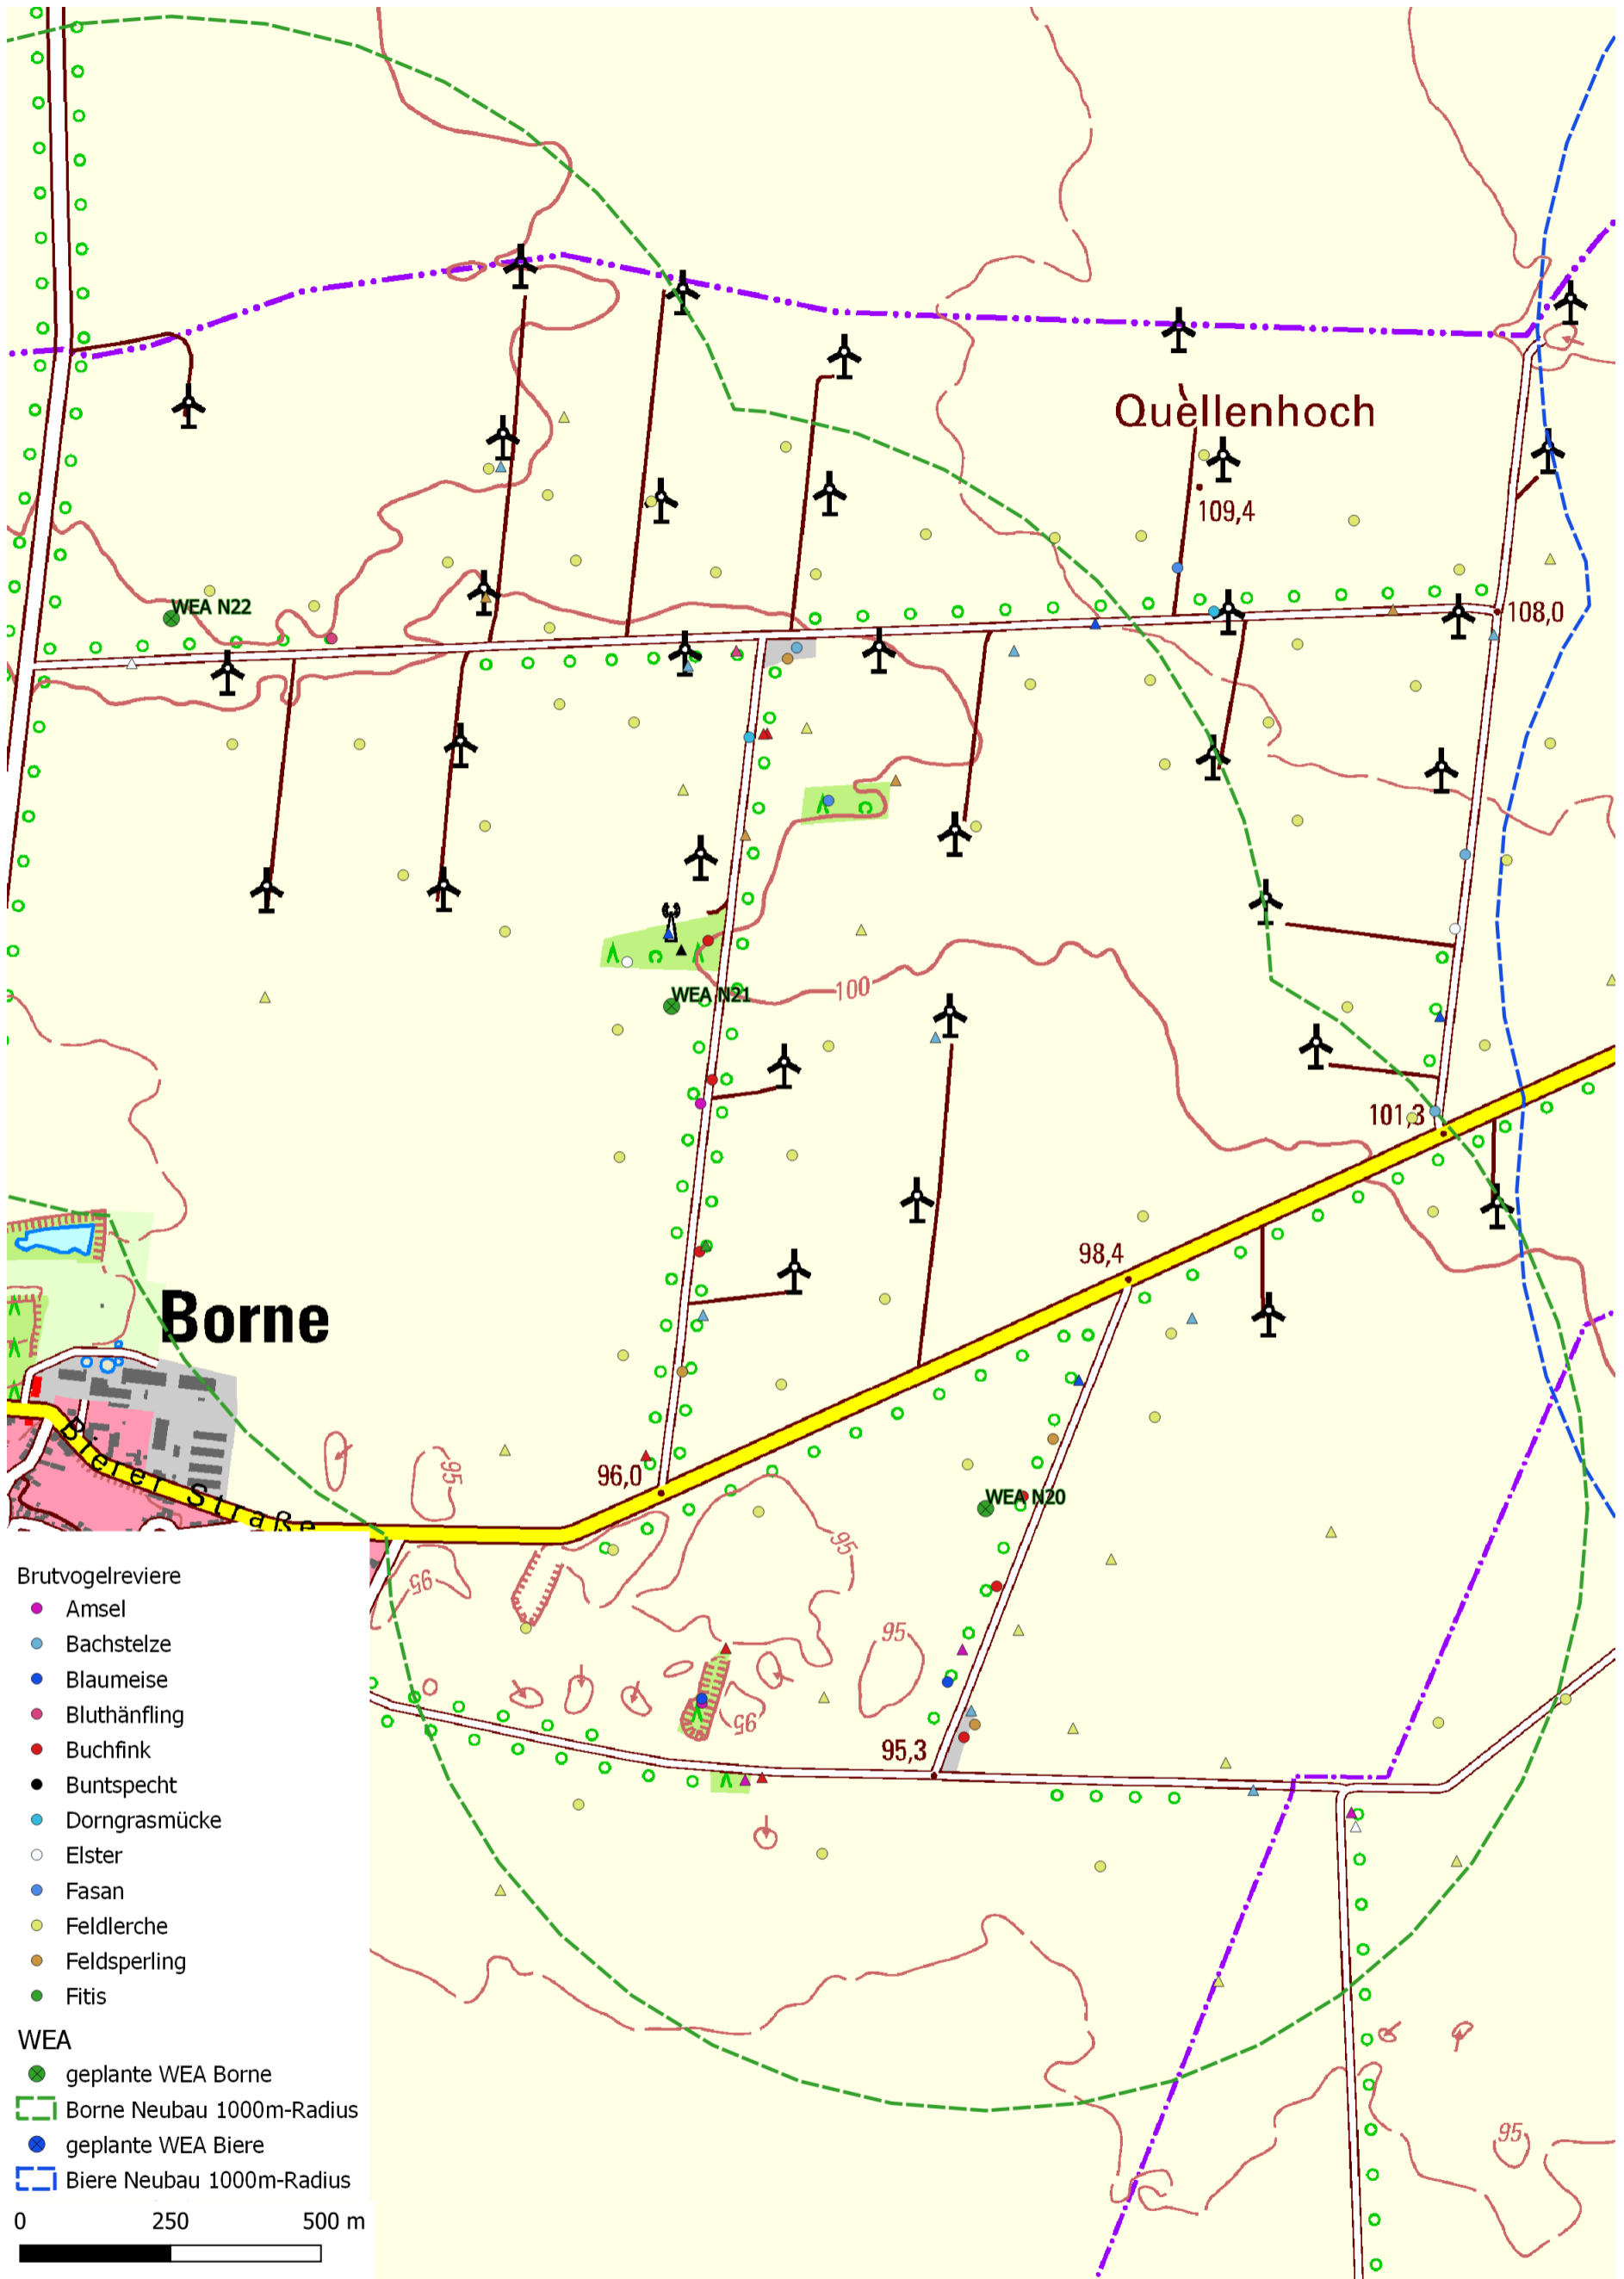 Quellenhoch
109,4
WEA N22
108,0
WEA N21
100
101,3
98,4
Borne
Bierer Straße
95
96,0
WEA N20
95
95
95
95
95,3
95
Brutvogelreviere
Amsel
Bachstelze
Blaumeise
Bluthänfling
Buchfink
Buntspecht
Dorngrasmücke
Elster
Fasan
Feldlerche
Feldsperling
Fitis
WEA
geplante WEA Borne
Borne Neubau 1000m-Radius
geplante WEA Biere
Biere Neubau 1000m-Radius
0 250 500 m